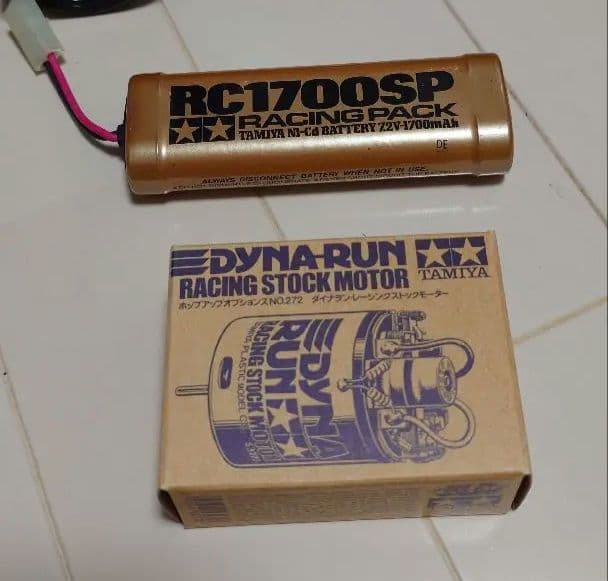 RC1700SP
RACING PACK
TAMIYA Ni-Cd BATTERY 7.2V-1700mAh
DE
ALWAYS DISCONNECT BATTERY WHEN NOT IN USE.
DYNA-RUN
RACING STOCK MOTOR
TAMIYA
ホップアップオプションズNO.272 ダイナラン・レーシングストックモーター
DYNA
RUN
RACING STOCK MOTOR